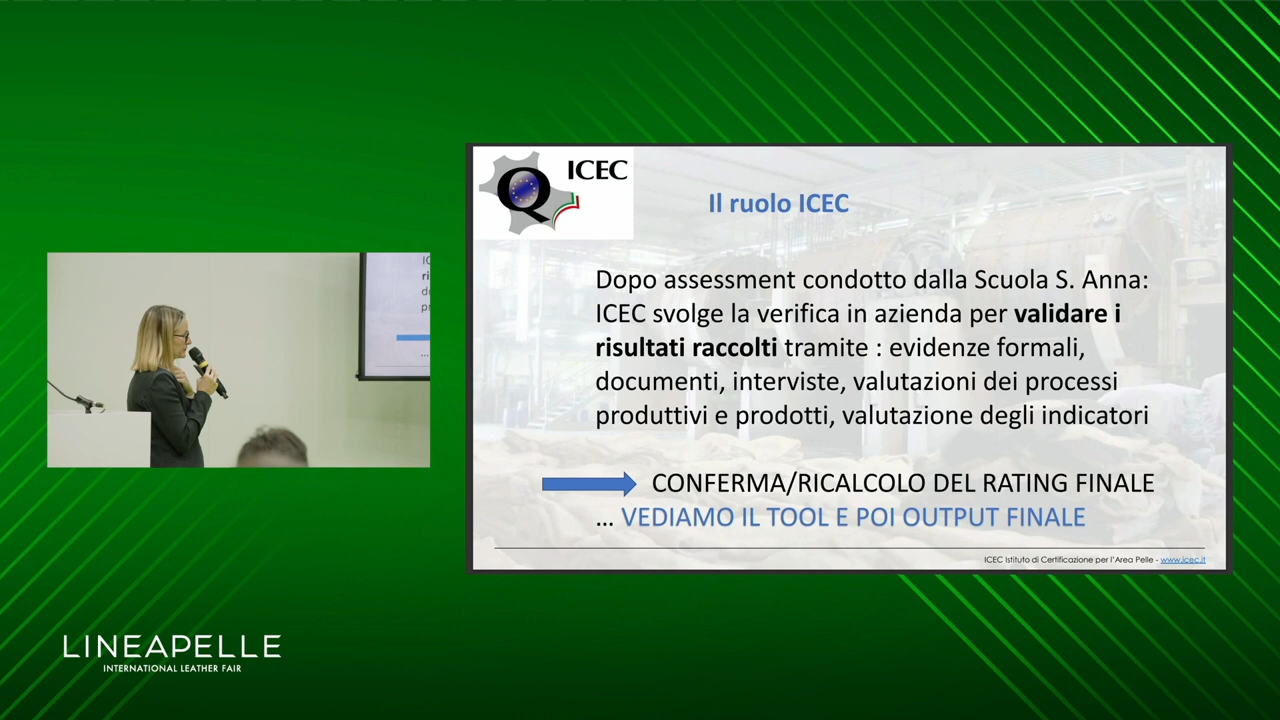 ICEC
Il ruolo ICEC
Dopo assessment condotto dalla Scuola S. Anna:
ICEC svolge la verifica in azienda per validare i
risultati raccolti tramite : evidenze formali,
documenti, interviste, valutazioni dei processi
produttivi e prodotti, valutazione degli indicatori
CONFERMA/RICALCOLO DEL RATING FINALE
... VEDIAMO IL TOOL E POI OUTPUT FINALE
ICEC Istituto di Certificazione per l'Area Pelle - www.icec.it
LINEAPELLE
INTERNATIONAL LEATHER FAIR